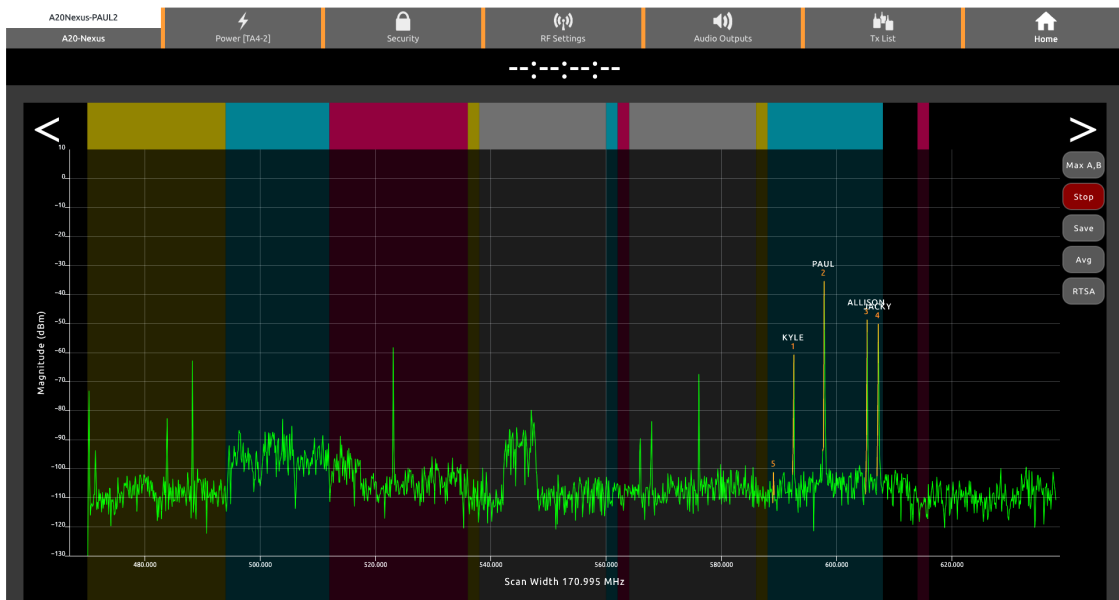 A20Nexus-PAUL2
A20-Nexus
Power [TA4-2]
Security
RF Settings
Audio Outputs
Tx List
Home
--:--:--:--
<
>
Max A,B
Stop
Save
Avg
RTSA
Magnitude (dBm)
10
0
-10
-20
-30
-40
-50
-60
-70
-80
-90
-100
-110
-120
-130
PAUL
2
ALLISON
JACKY
3
4
KYLE
1
5
480.000
500.000
520.000
540.000
560.000
580.000
600.000
620.000
Scan Width 170.995 MHz